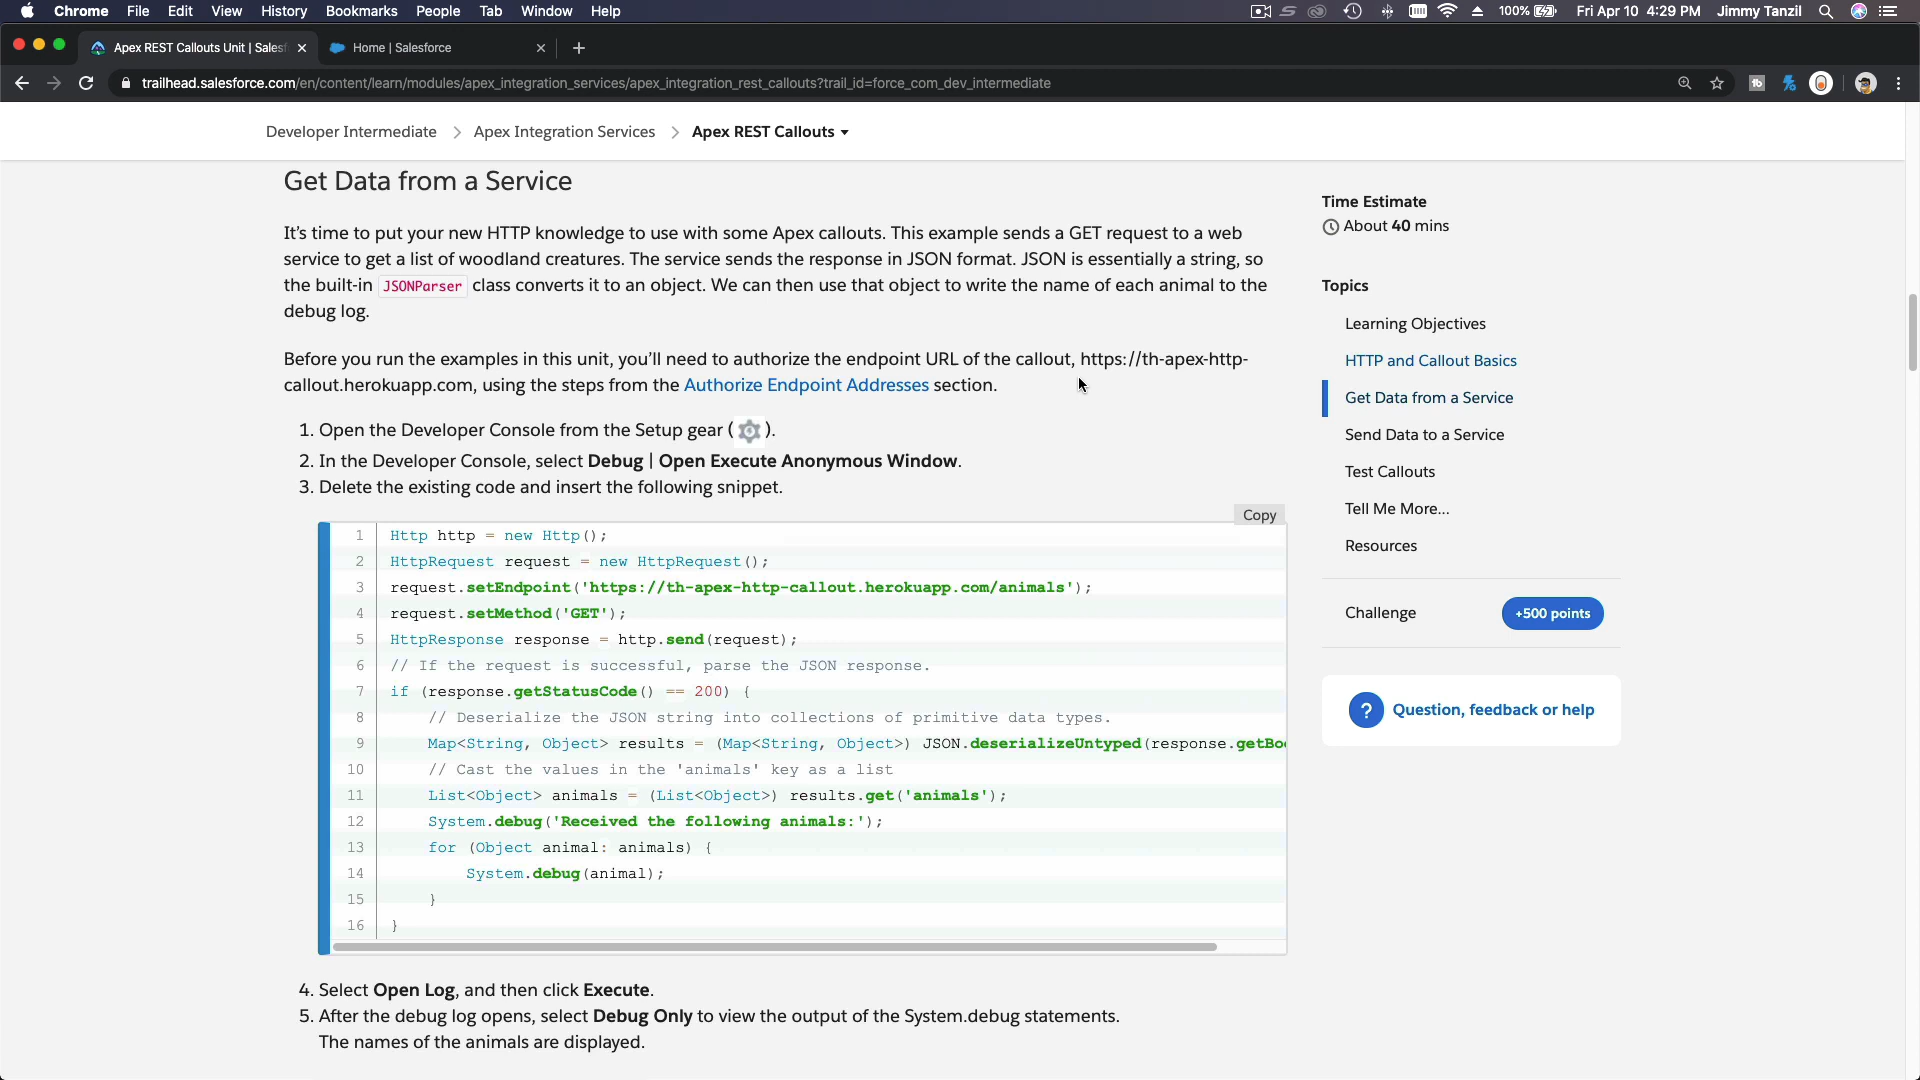 Chrome File Edit View History Bookmarks People Tab Window Help 100% Fri Apr 10 4:29 PM Jimmy Tanzil
Apex REST Callouts Unit | Salesf Home | Salesforce
trailhead.salesforce.com/en/content/learn/modules/apex_integration_services/apex_integration_rest_callouts?trail_id=force_com_dev_intermediate
Developer Intermediate > Apex Integration Services > Apex REST Callouts
Get Data from a Service
It’s time to put your new HTTP knowledge to use with some Apex callouts. This example sends a GET request to a web
service to get a list of woodland creatures. The service sends the response in JSON format. JSON is essentially a string, so
the built-in JSONParser class converts it to an object. We can then use that object to write the name of each animal to the
debug log.
Before you run the examples in this unit, you’ll need to authorize the endpoint URL of the callout, https://th-apex-http-
callout.herokuapp.com, using the steps from the Authorize Endpoint Addresses section.
1. Open the Developer Console from the Setup gear ( ).
2. In the Developer Console, select Debug | Open Execute Anonymous Window.
3. Delete the existing code and insert the following snippet.
Copy
1 Http http = new Http();
2 HttpRequest request = new HttpRequest();
3 request.setEndpoint('https://th-apex-http-callout.herokuapp.com/animals');
4 request.setMethod('GET');
5 HttpResponse response = http.send(request);
6 // If the request is successful, parse the JSON response.
7 if (response.getStatusCode() == 200) {
8 // Deserialize the JSON string into collections of primitive data types.
9 Map<String, Object> results = (Map<String, Object>) JSON.deserializeUntyped(response.getBo
10 // Cast the values in the 'animals' key as a list
11 List<Object> animals = (List<Object>) results.get('animals');
12 System.debug('Received the following animals:');
13 for (Object animal: animals) {
14 System.debug(animal);
15 }
16 }
4. Select Open Log, and then click Execute.
5. After the debug log opens, select Debug Only to view the output of the System.debug statements.
The names of the animals are displayed.
Time Estimate
About 40 mins
Topics
Learning Objectives
HTTP and Callout Basics
Get Data from a Service
Send Data to a Service
Test Callouts
Tell Me More...
Resources
Challenge +500 points
? Question, feedback or help